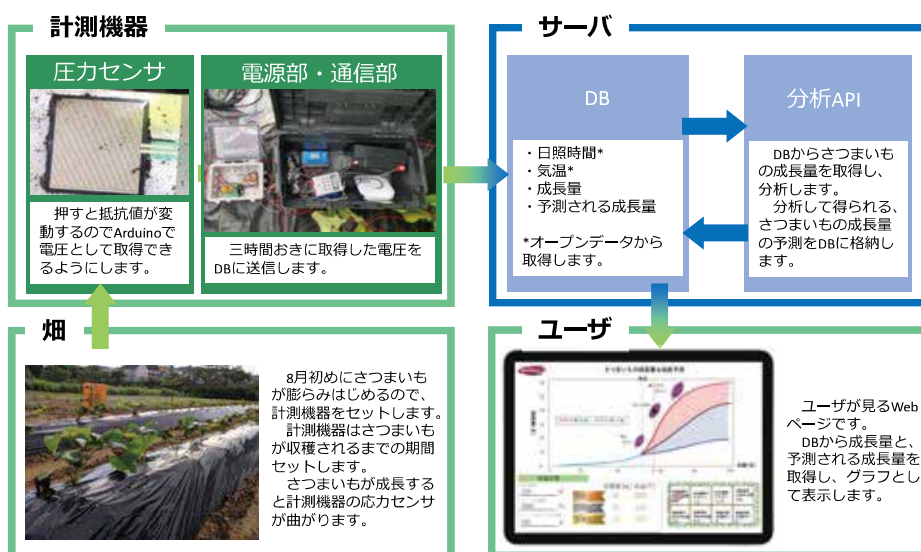 計測機器
圧力センサ
押すと抵抗値が変
動するのでArduinoで
電圧として取得でき
るようにします。
電源部・通信部
三時間おきに取得した電圧を
DBに送信します。
サーバ
DB
・日照時間*
・気温*
・成長量
・予測される成長量
*オープンデータから
取得します。
分析API
DBからさつまいも
の成長量を取得し、
分析します。
分析して得られる、
さつまいもの成長量
の予測をDBに格納し
ます。
畑
8月初めにさつまいも
が膨らみはじめるので、
計測機器をセットします。
計測機器はさつまいも
が収穫されるまでの期間
セットします。
さつまいもが成長する
と計測機器の応力センサ
が曲がります。
ユーザ
さつまいもの成長量&成長予測
ユーザが見るWeb
ページです。
DBから成長量と、
予測される成長量を
取得し、グラフとし
て表示します。